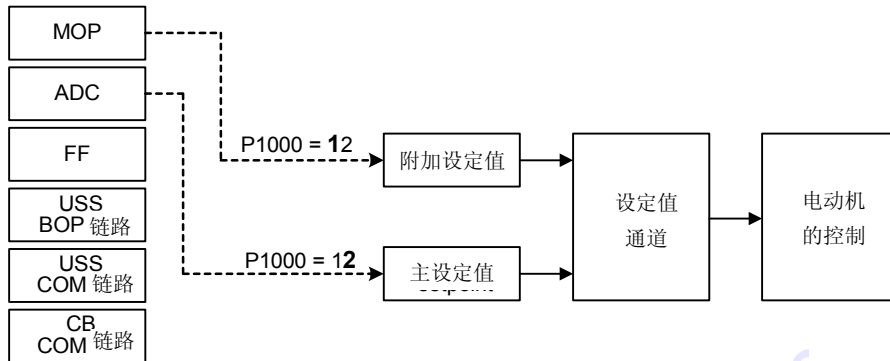 MOP
ADC
FF
USS
BOP 链路
USS
COM 链路
CB
COM 链路
P1000 = 12
附加设定值
P1000 = 12
主设定值
设定值
通道
电动机
的控制